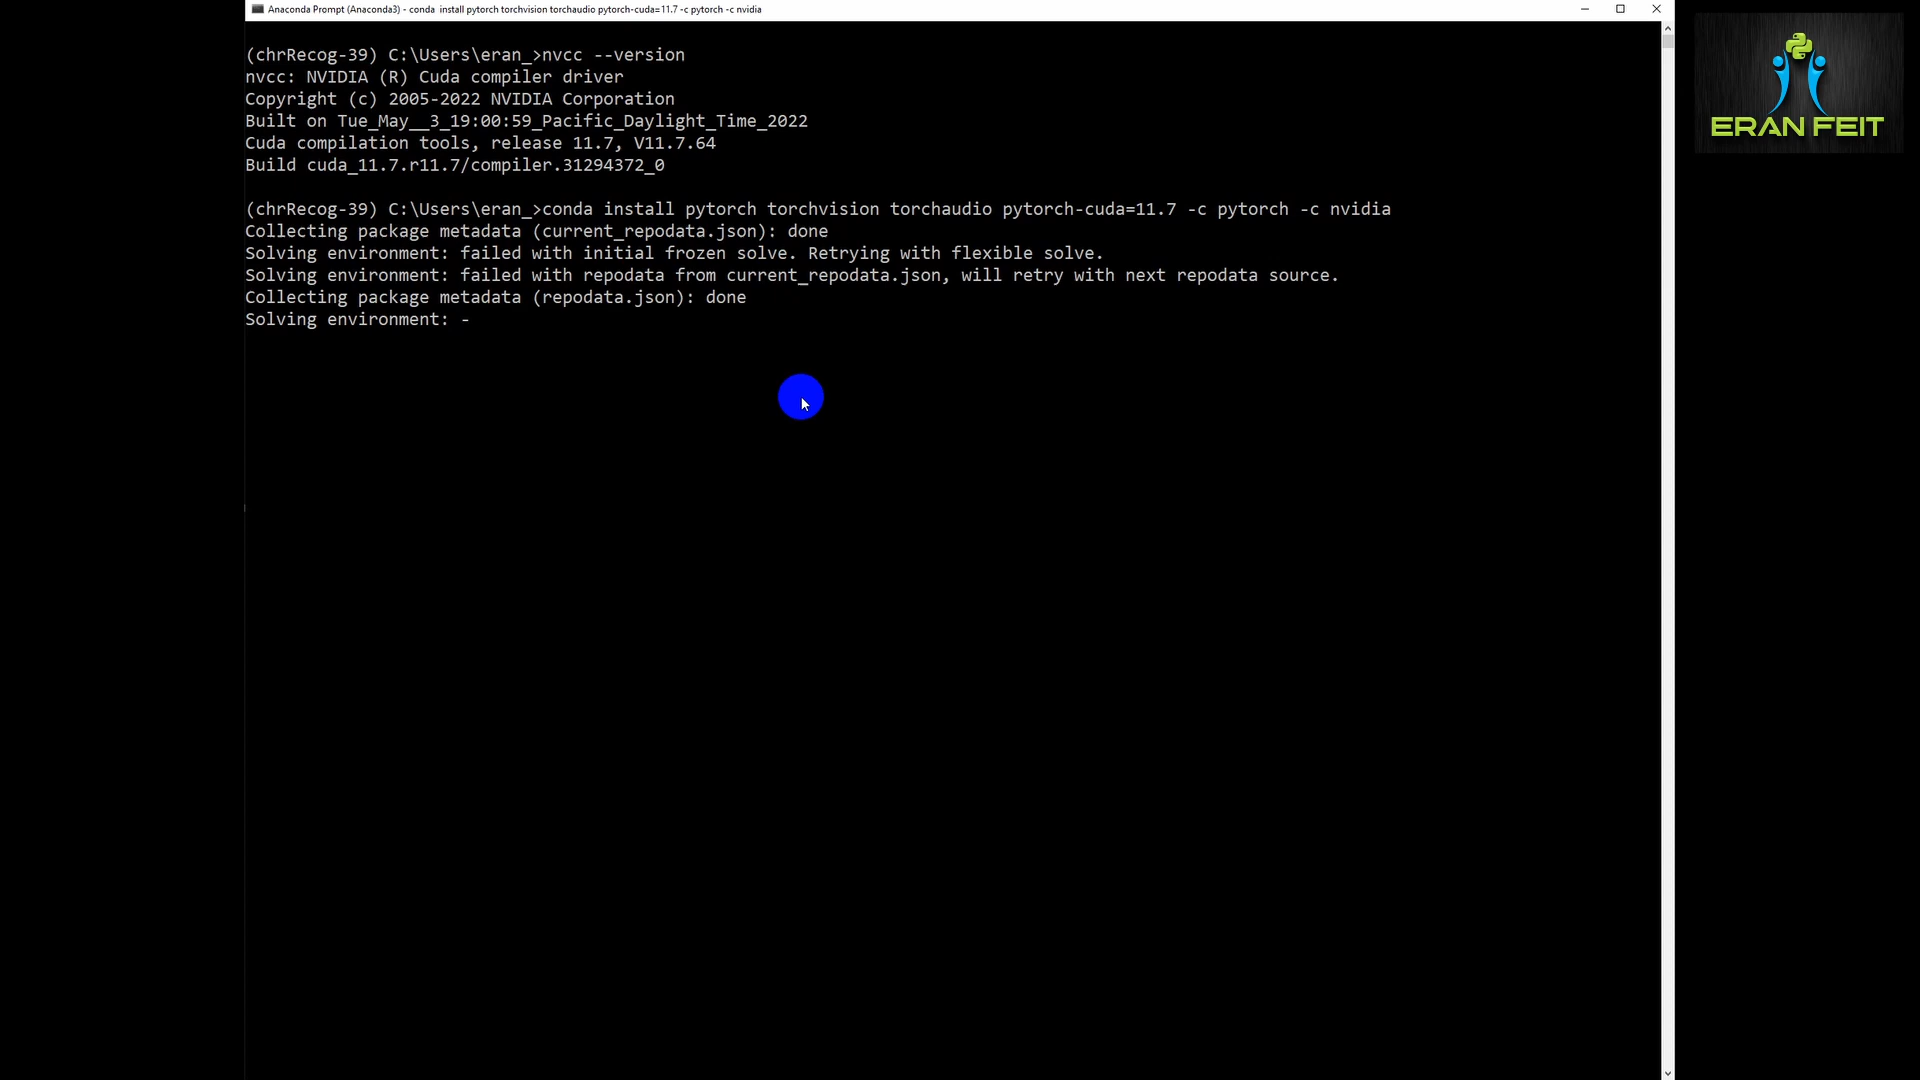 Anaconda Prompt (Anaconda3) - conda  install pytorch torchvision torchaudio pytorch-cuda=11.7 -c pytorch -c nvidia
(chrRecog-39) C:\Users\eran_>nvcc --version
nvcc: NVIDIA (R) Cuda compiler driver
Copyright (c) 2005-2022 NVIDIA Corporation
Built on Tue_May__3_19:00:59_Pacific_Daylight_Time_2022
Cuda compilation tools, release 11.7, V11.7.64
Build cuda_11.7.r11.7/compiler.31294372_0
(chrRecog-39) C:\Users\eran_>conda install pytorch torchvision torchaudio pytorch-cuda=11.7 -c pytorch -c nvidia
Collecting package metadata (current_repodata.json): done
Solving environment: failed with initial frozen solve. Retrying with flexible solve.
Solving environment: failed with repodata from current_repodata.json, will retry with next repodata source.
Collecting package metadata (repodata.json): done
Solving environment: -
ERAN FEIT